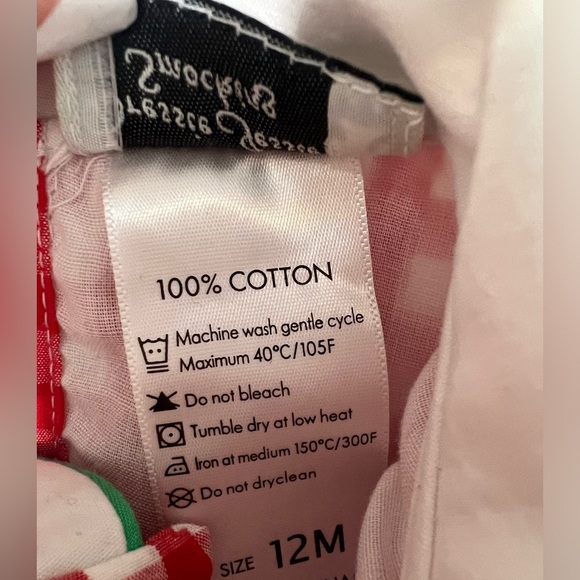 Smocking
100% COTTON
Machine wash gentle cycle
Maximum 40°C/105F
Do not bleach
Tumble dry at low heat
Iron at medium 150°C/300F
Do not dryclean
SIZE 12M